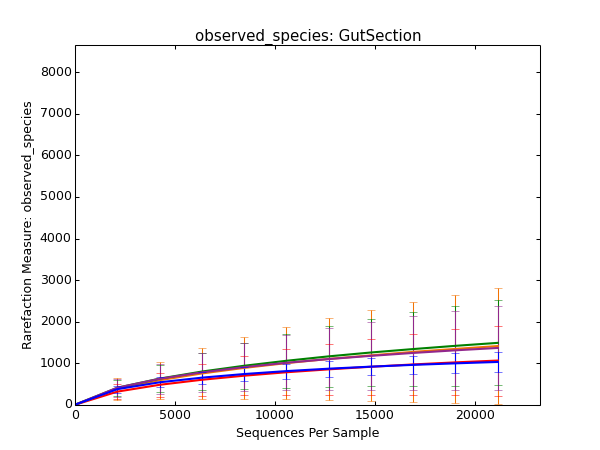 observed_species: GutSection
8000
7000
6000
5000
4000
3000
2000
1000
0
Rarefaction Measure: observed_species
0 5000 10000 15000 20000
Sequences Per Sample